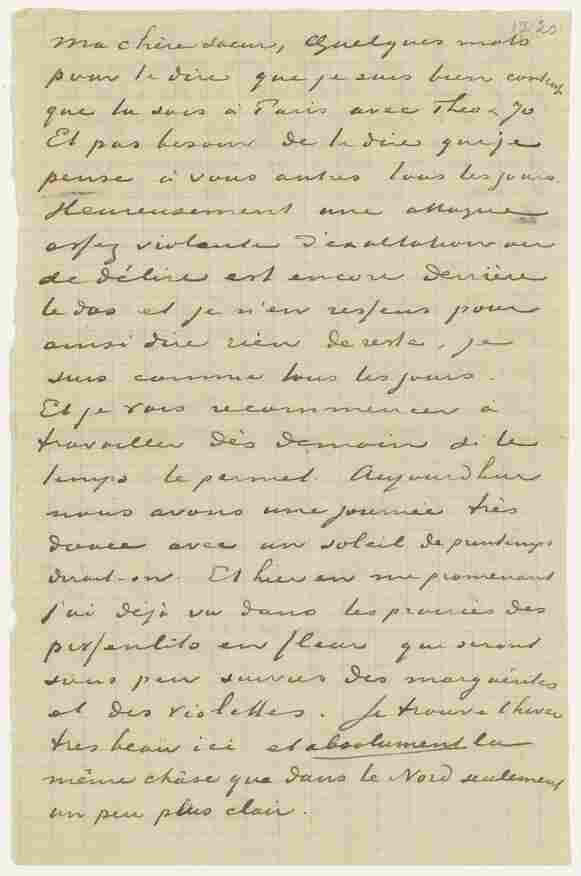 1720
Ma chère soeur, Quelques mots
pour te dire que je suis bien content
que tu sois à Paris avec Theo & Jo
Et pas besoin de te dire que je
pense à vous autres tous les jours.
Heureusement une attaque
assez violente d'exaltation ou
de délire est encore derrière
le dos et je n'en ressens pour
ainsi dire rien de reste, je
suis comme tous les jours.
Et je vais recommencer à
travailler dès demain si le
temps le permet. Aujourdhui
nous avons une journée très
douce avec un soleil de printemps
dirait-on. Et hier en me promenant
j'ai déjà vu dans les prairies des
pissenlits en fleur qui seront
sous peu suivies des marguérites
et des violettes. Je trouve l'hiver
tres beau ici et absolument la
même chôse que dans le Nord seulement
un peu plus clair.